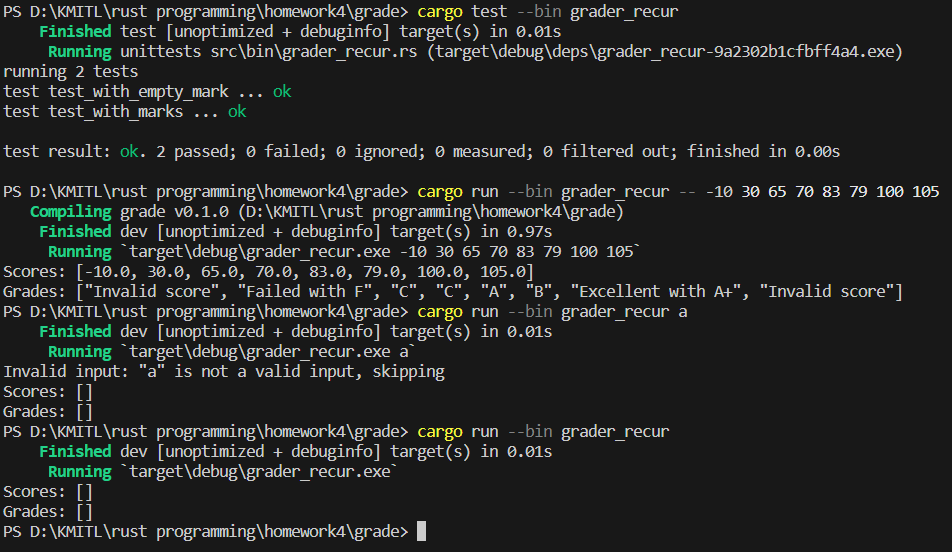 PS D:\KMITL\rust programming\homework4\grade> cargo test --bin grader_recur
    Finished test [unoptimized + debuginfo] target(s) in 0.01s
     Running unittests src\bin\grader_recur.rs (target\debug\deps\grader_recur-9a2302b1cfbff4a4.exe)
running 2 tests
test test_with_empty_mark ... ok
test test_with_marks ... ok

test result: ok. 2 passed; 0 failed; 0 ignored; 0 measured; 0 filtered out; finished in 0.00s

PS D:\KMITL\rust programming\homework4\grade> cargo run --bin grader_recur -- -10 30 65 70 83 79 100 105
   Compiling grade v0.1.0 (D:\KMITL\rust programming\homework4\grade)
    Finished dev [unoptimized + debuginfo] target(s) in 0.97s
     Running `target\debug\grader_recur.exe -10 30 65 70 83 79 100 105`
Scores: [-10.0, 30.0, 65.0, 70.0, 83.0, 79.0, 100.0, 105.0]
Grades: ["Invalid score", "Failed with F", "C", "C", "A", "B", "Excellent with A+", "Invalid score"]
PS D:\KMITL\rust programming\homework4\grade> cargo run --bin grader_recur a
    Finished dev [unoptimized + debuginfo] target(s) in 0.01s
     Running `target\debug\grader_recur.exe a`
Invalid input: "a" is not a valid input, skipping
Scores: []
Grades: []
PS D:\KMITL\rust programming\homework4\grade> cargo run --bin grader_recur
    Finished dev [unoptimized + debuginfo] target(s) in 0.01s
     Running `target\debug\grader_recur.exe`
Scores: []
Grades: []
PS D:\KMITL\rust programming\homework4\grade>